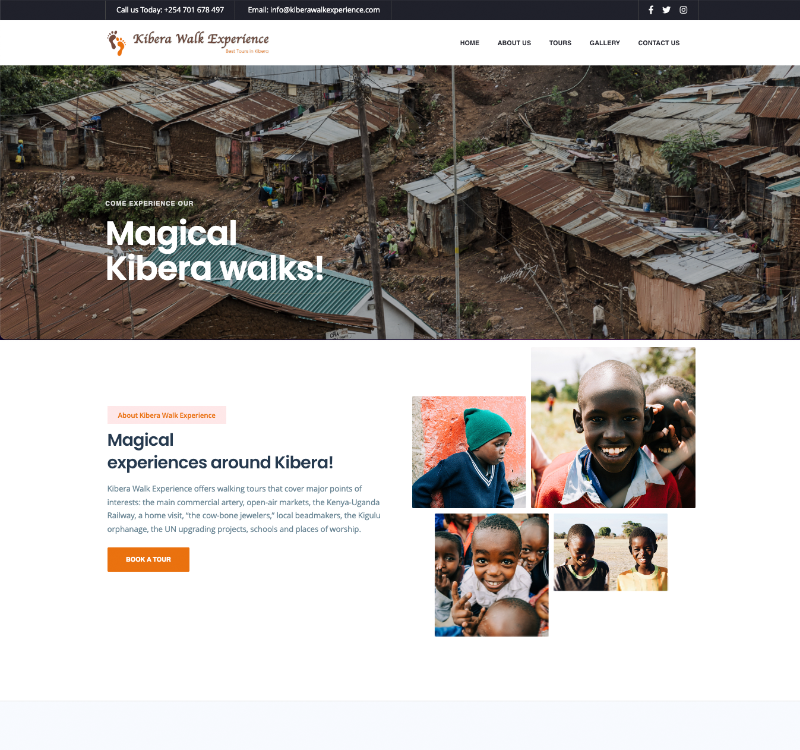 Call us Today: +254 701 678 497
Email: info@kiberawalkexperience.com
Kibera Walk Experience
Best Tours in Kibera
HOME
ABOUT US
TOURS
GALLERY
CONTACT US
COME EXPERIENCE OUR
Magical
Kibera walks!
About Kibera Walk Experience
Magical
experiences around Kibera!
Kibera Walk Experience offers walking tours that cover major points of
interests: the main commercial artery, open-air markets, the Kenya-Uganda
Railway, a home visit, "the cow-bone jewelers," local beadmakers, the Kigulu
orphanage, the UN upgrading projects, schools and places of worship.
BOOK A TOUR